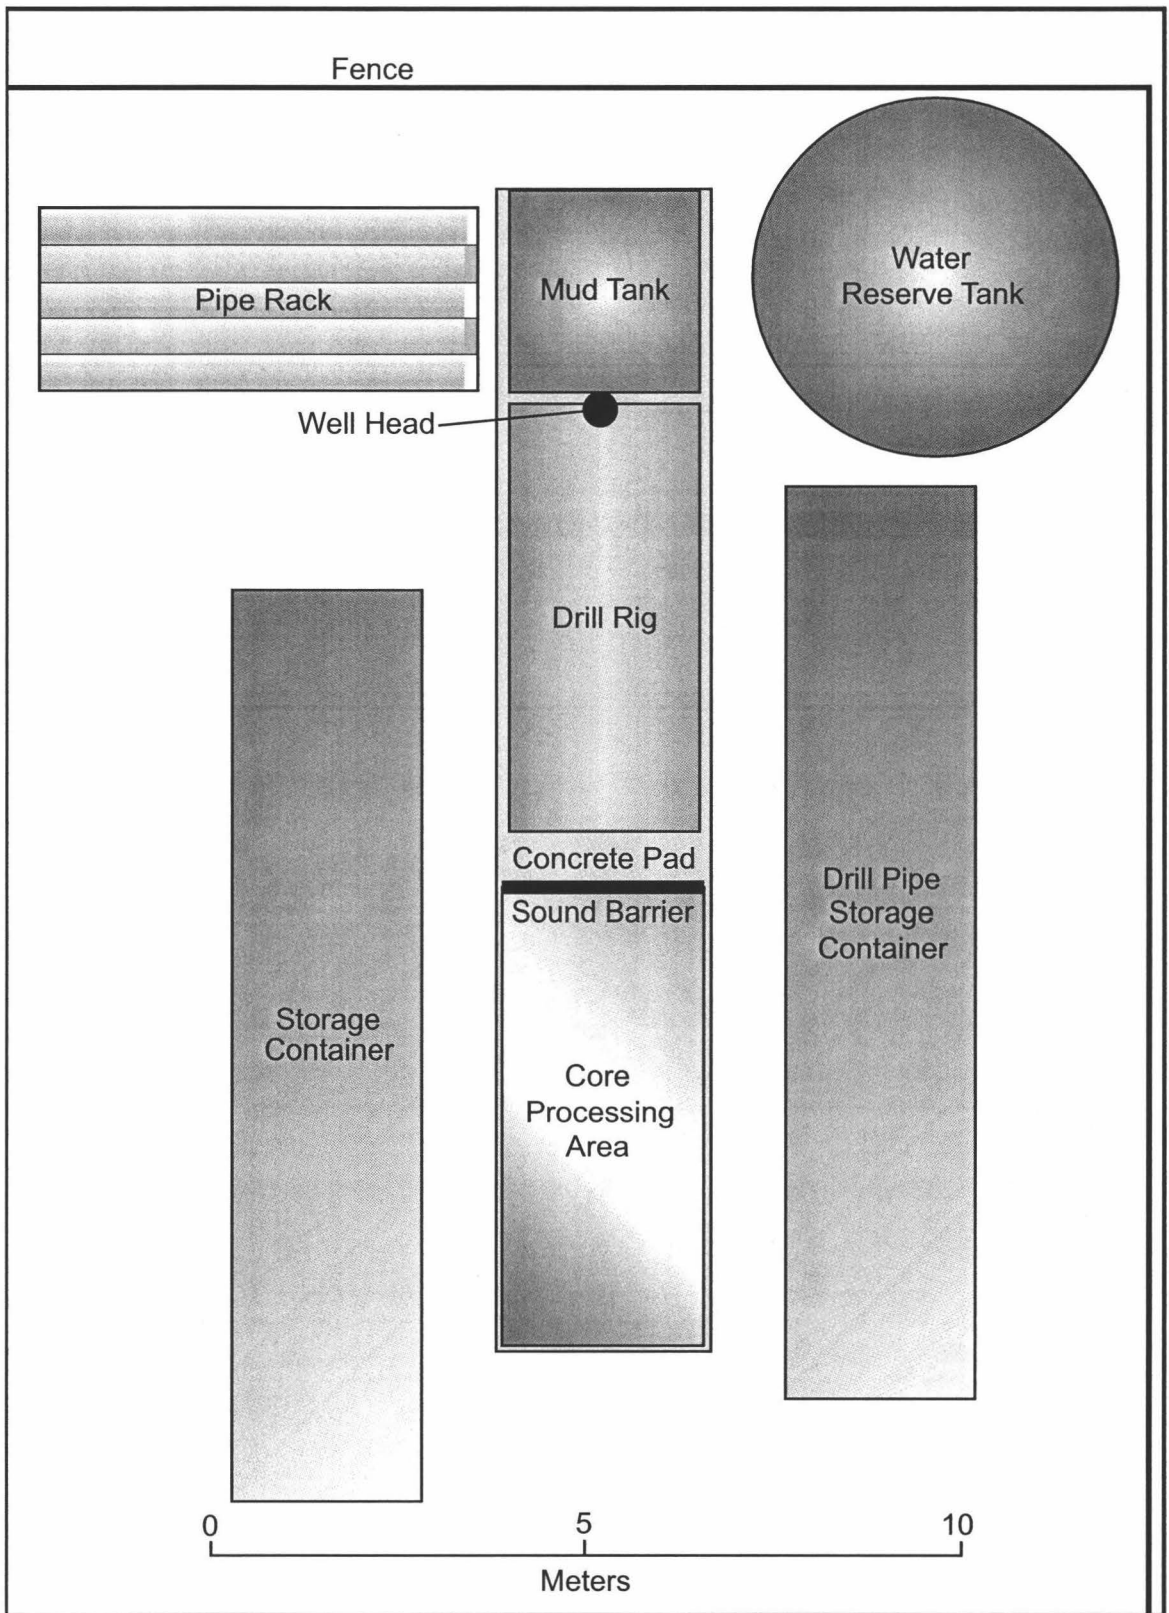 Fence
Water
Reserve Tank
Mud Tank
Pipe Rack
Well Head
Drill Rig
Concrete Pad
Sound Barrier
Drill Pipe
Storage
Container
Storage
Container
Core
Processing
Area
0 5 10
Meters